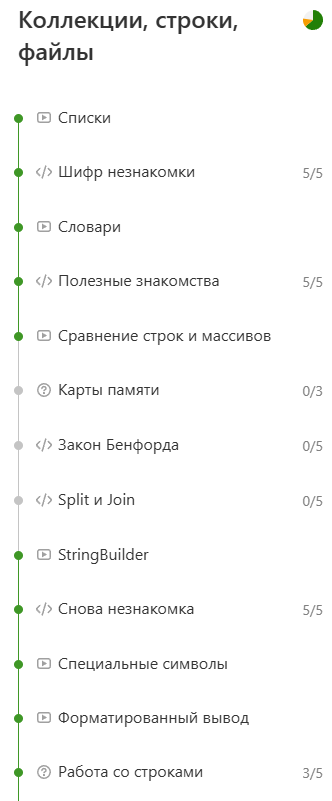 Коллекции, строки,
файлы
Списки
Шифр незнакомки 5/5
Словари
Полезные знакомства 5/5
Сравнение строк и массивов
Карты памяти 0/3
Закон Бенфорда 0/5
Split и Join 0/5
StringBuilder
Снова незнакомка 5/5
Специальные символы
Форматированный вывод
Работа со строками 3/5